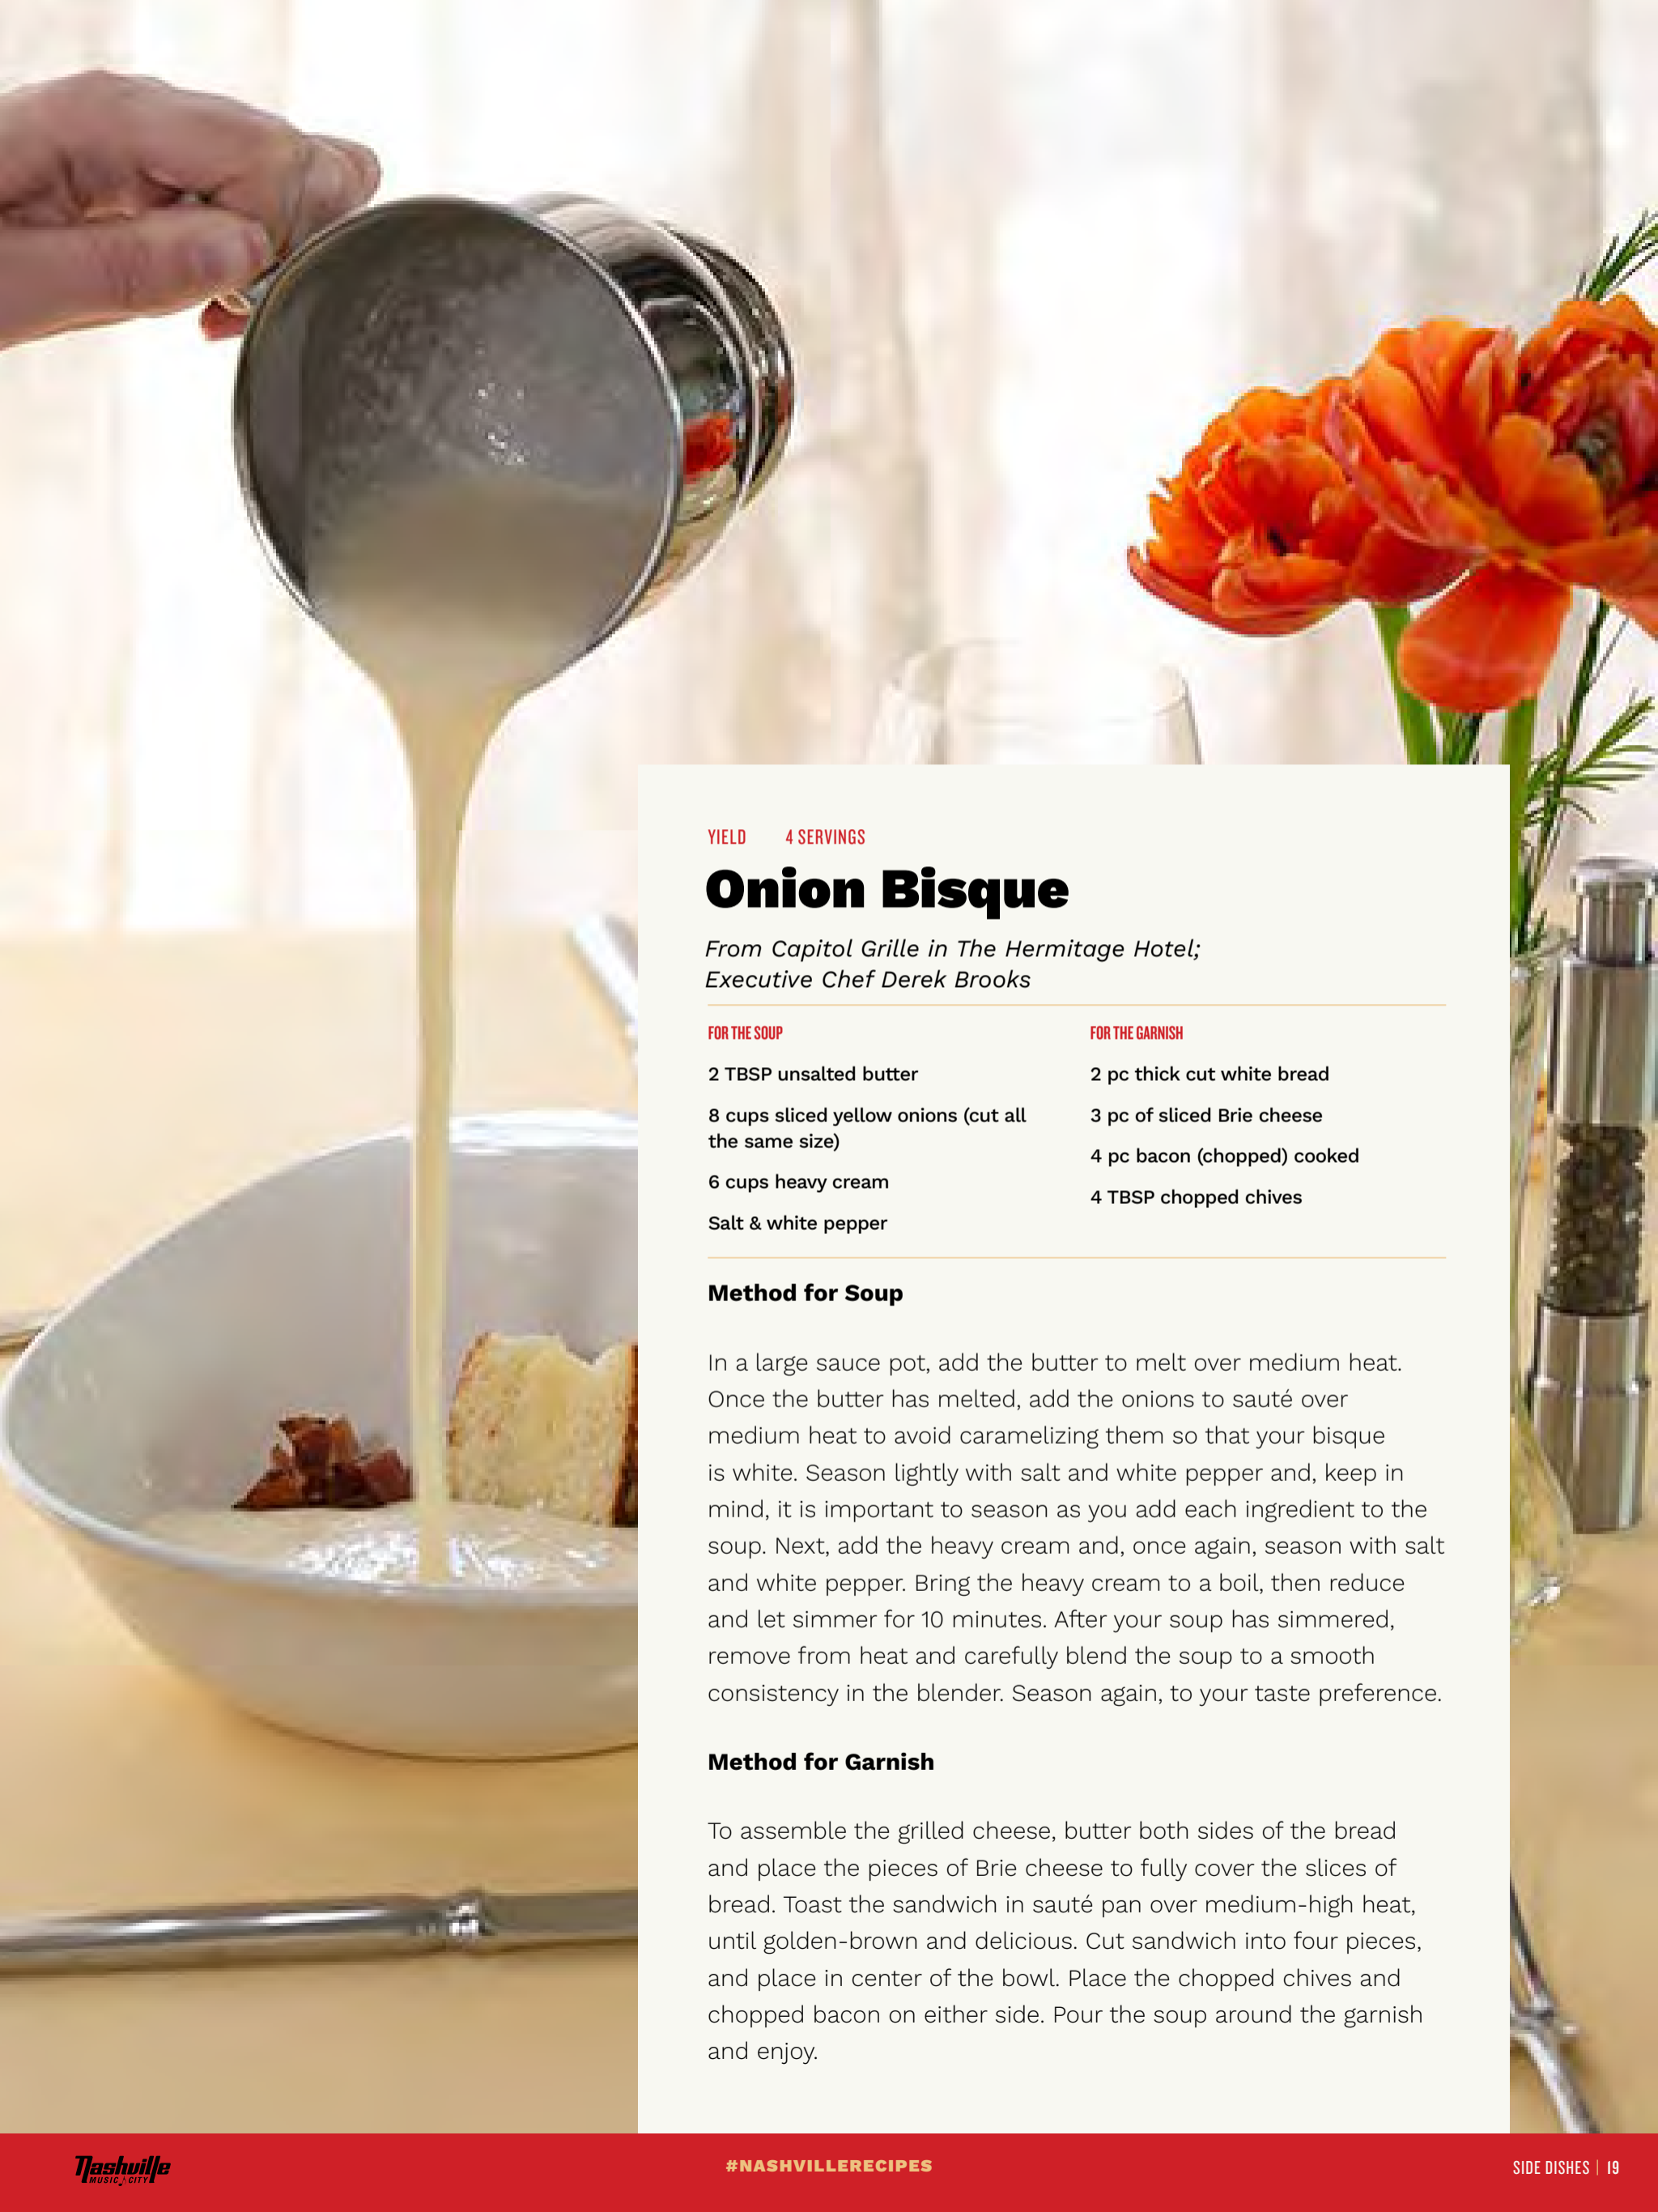 YIELD 4 SERVINGS
Onion Bisque
From Capitol Grille in The Hermitage Hotel;
Executive Chef Derek Brooks
FOR THE SOUP
2 TBSP unsalted butter
8 cups sliced yellow onions (cut all
the same size)
6 cups heavy cream
Salt & white pepper
FOR THE GARNISH
2 pc thick cut white bread
3 pc of sliced Brie cheese
4 pc bacon (chopped) cooked
4 TBSP chopped chives
Method for Soup
In a large sauce pot, add the butter to melt over medium heat.
Once the butter has melted, add the onions to sauté over
medium heat to avoid caramelizing them so that your bisque
is white. Season lightly with salt and white pepper and, keep in
mind, it is important to season as you add each ingredient to the
soup. Next, add the heavy cream and, once again, season with salt
and white pepper. Bring the heavy cream to a boil, then reduce
and let simmer for 10 minutes. After your soup has simmered,
remove from heat and carefully blend the soup to a smooth
consistency in the blender. Season again, to your taste preference.
Method for Garnish
To assemble the grilled cheese, butter both sides of the bread
and place the pieces of Brie cheese to fully cover the slices of
bread. Toast the sandwich in sauté pan over medium-high heat,
until golden-brown and delicious. Cut sandwich into four pieces,
and place in center of the bowl. Place the chopped chives and
chopped bacon on either side. Pour the soup around the garnish
and enjoy.
Nashville
MUSIC CITY
#NASHVILLERECIPES
SIDE DISHES | 19